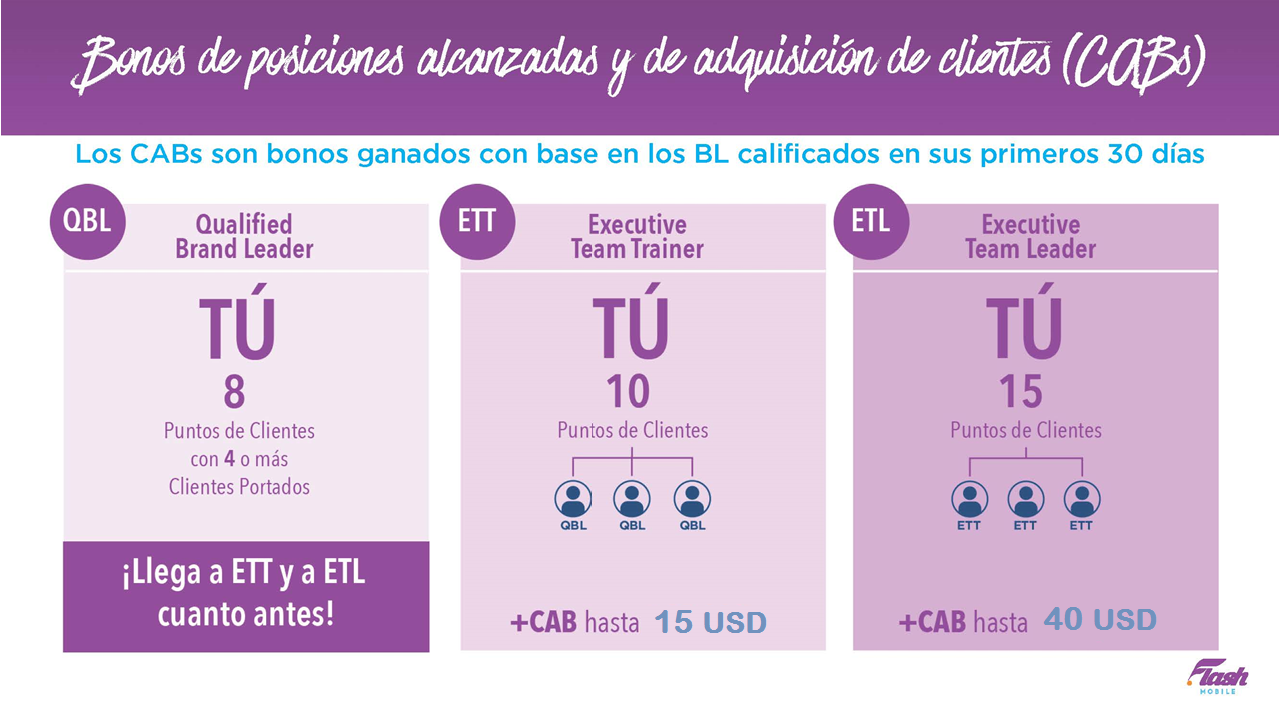 Bonos de posiciones alcanzadas y de adquisición de clientes (CABs)
Los CABs son bonos ganados con base en los BL calificados en sus primeros 30 días
QBL
Qualified
Brand Leader
TÚ
8
Puntos de Clientes
con 4 o más
Clientes Portados
¡Llega a ETT y a ETL
cuanto antes!
ETT
Executive
Team Trainer
TÚ
10
Puntos de Clientes
QBL QBL QBL
+CAB hasta 15 USD
ETL
Executive
Team Leader
TÚ
15
Puntos de Clientes
ETT ETT ETT
+CAB hasta 40 USD
Flash
MOBILE